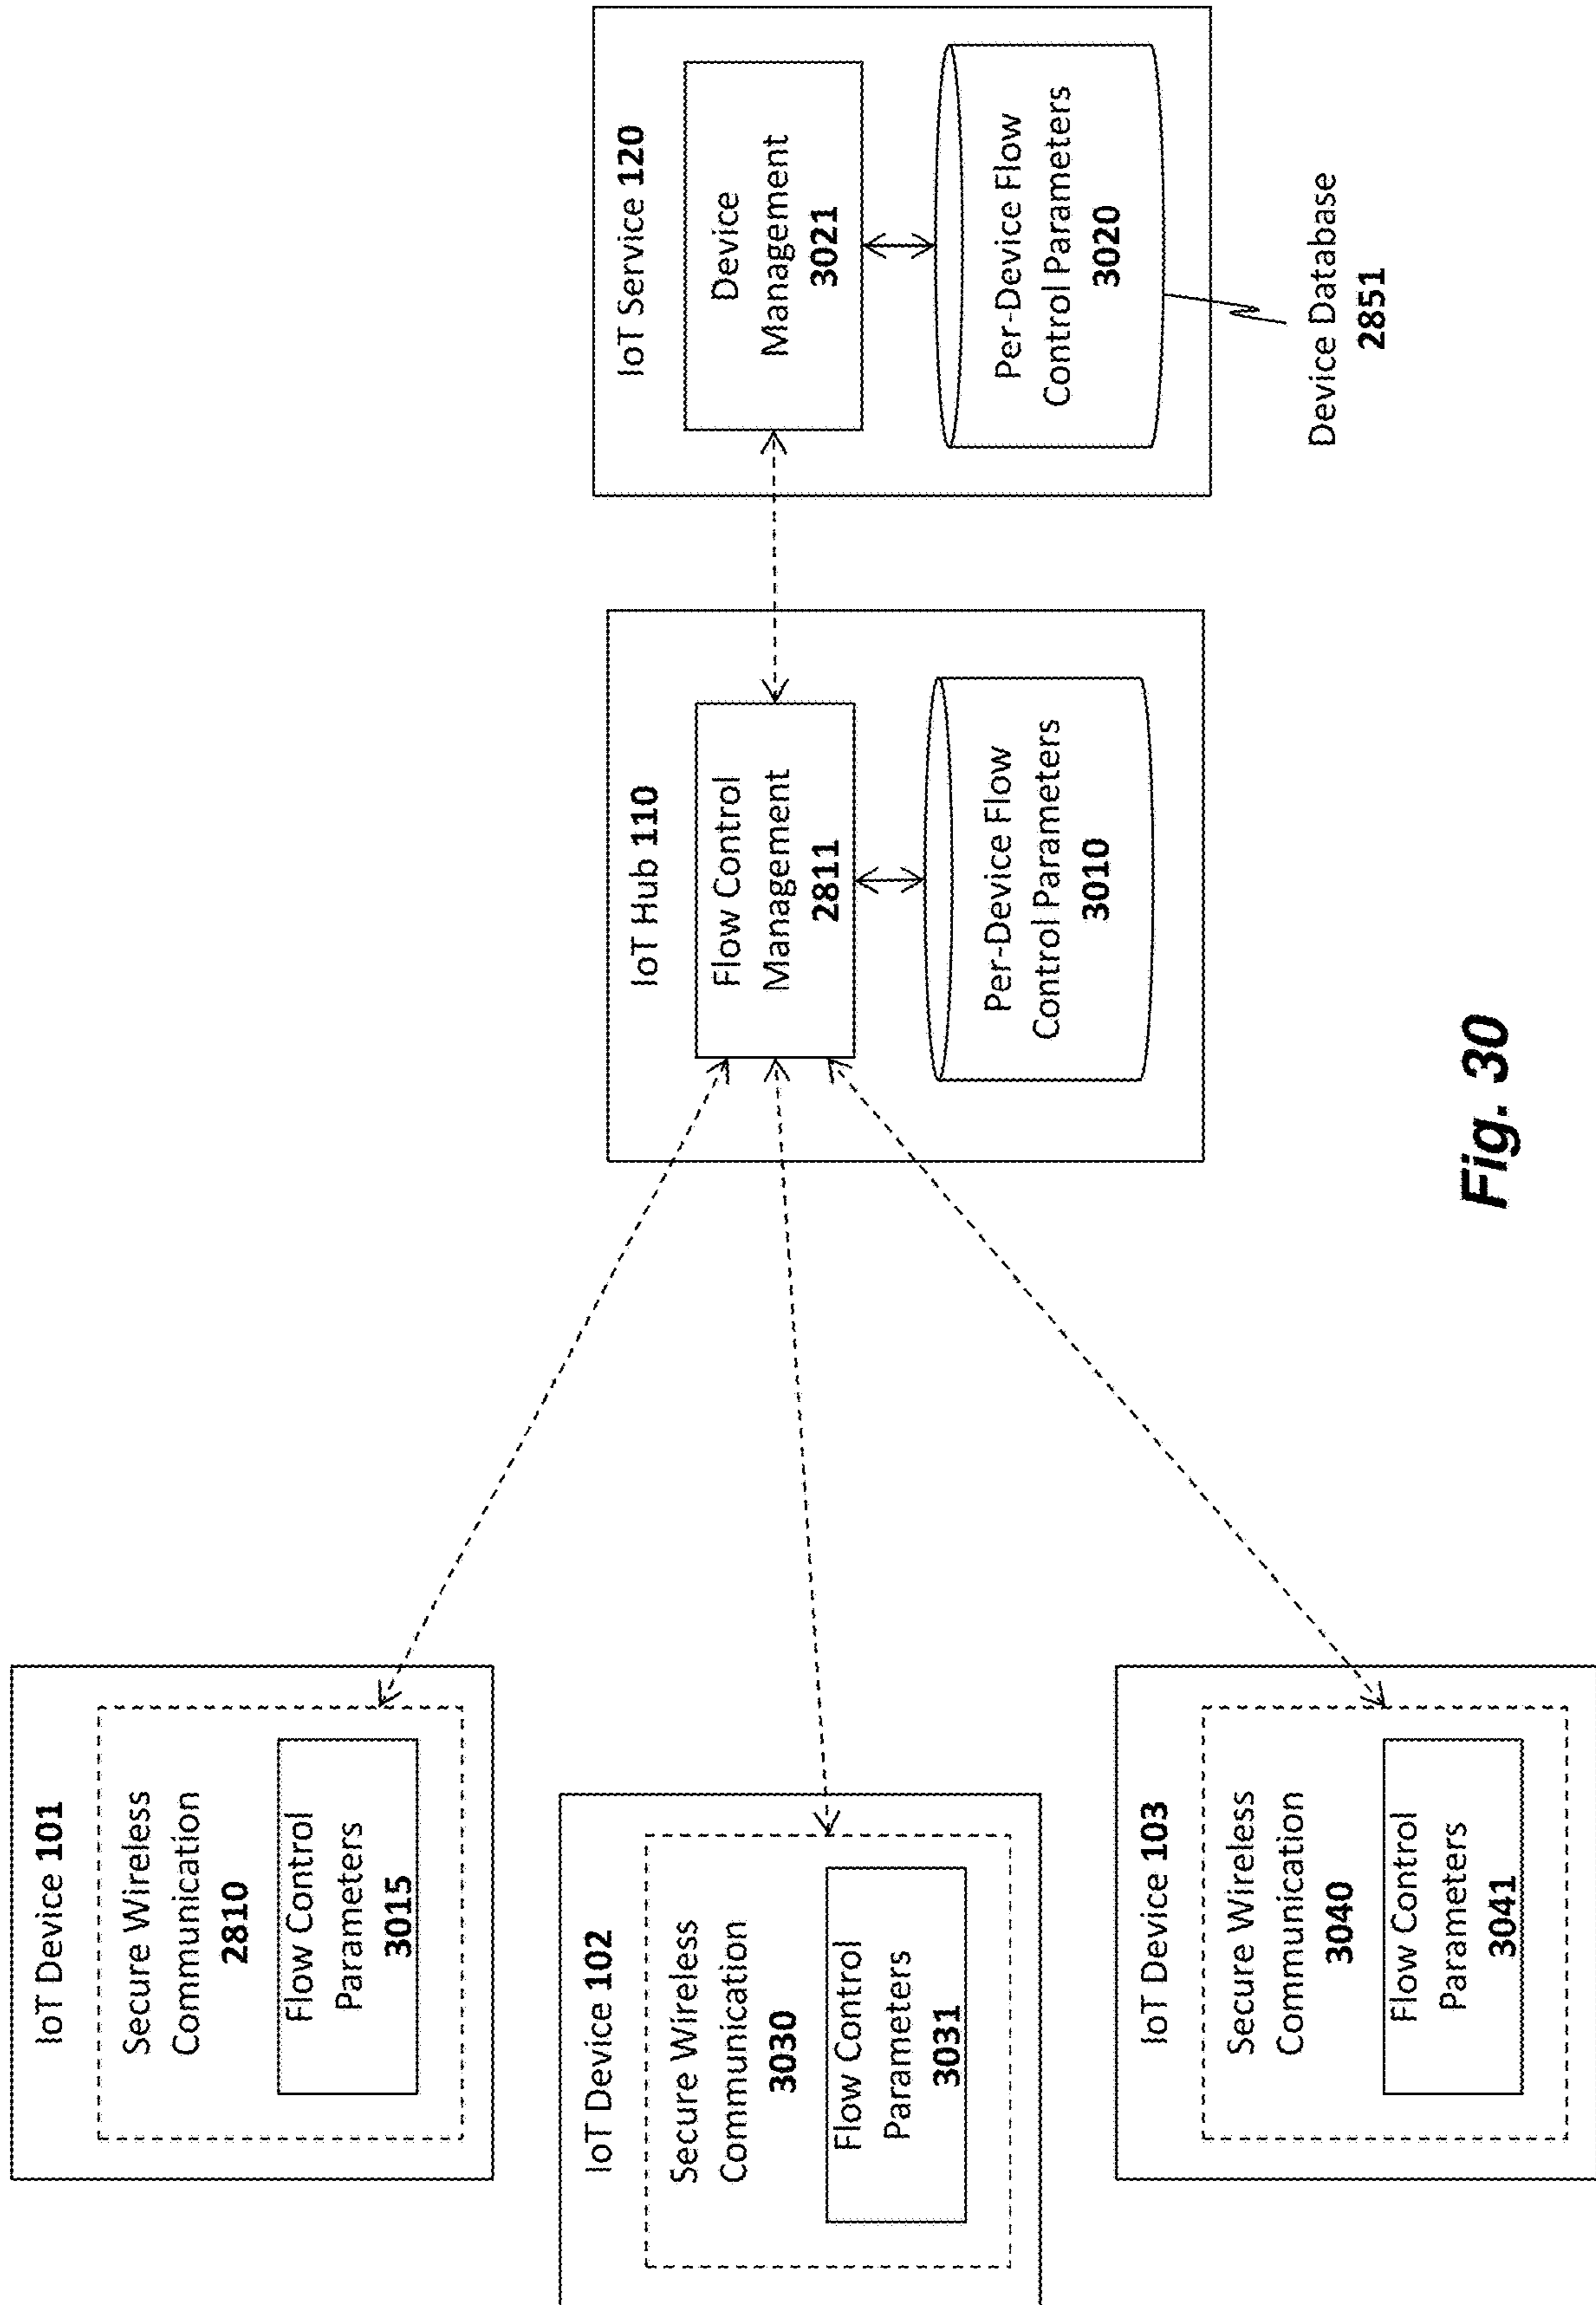 IoT Device 101
Secure Wireless
Communication
2810
Flow Control
Parameters
3015
IoT Device 102
Secure Wireless
Communication
3030
Flow Control
Parameters
3031
IoT Device 103
Secure Wireless
Communication
3040
Flow Control
Parameters
3041
IoT Hub 110
Flow Control
Management
2811
Per-Device Flow
Control Parameters
3010
IoT Service 120
Device
Management
3021
Per-Device Flow
Control Parameters
3020
Device Database
2851
Fig. 30